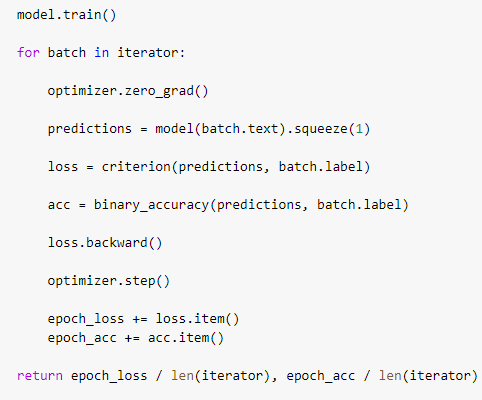 model.train()
for batch in iterator:
optimizer.zero_grad()
predictions = model(batch.text).squeeze(1)
loss = criterion(predictions, batch.label)
acc = binary_accuracy(predictions, batch.label)
loss.backward()
optimizer.step()
epoch_loss += loss.item()
epoch_acc += acc.item()
return epoch_loss / len(iterator), epoch_acc / len(iterator)